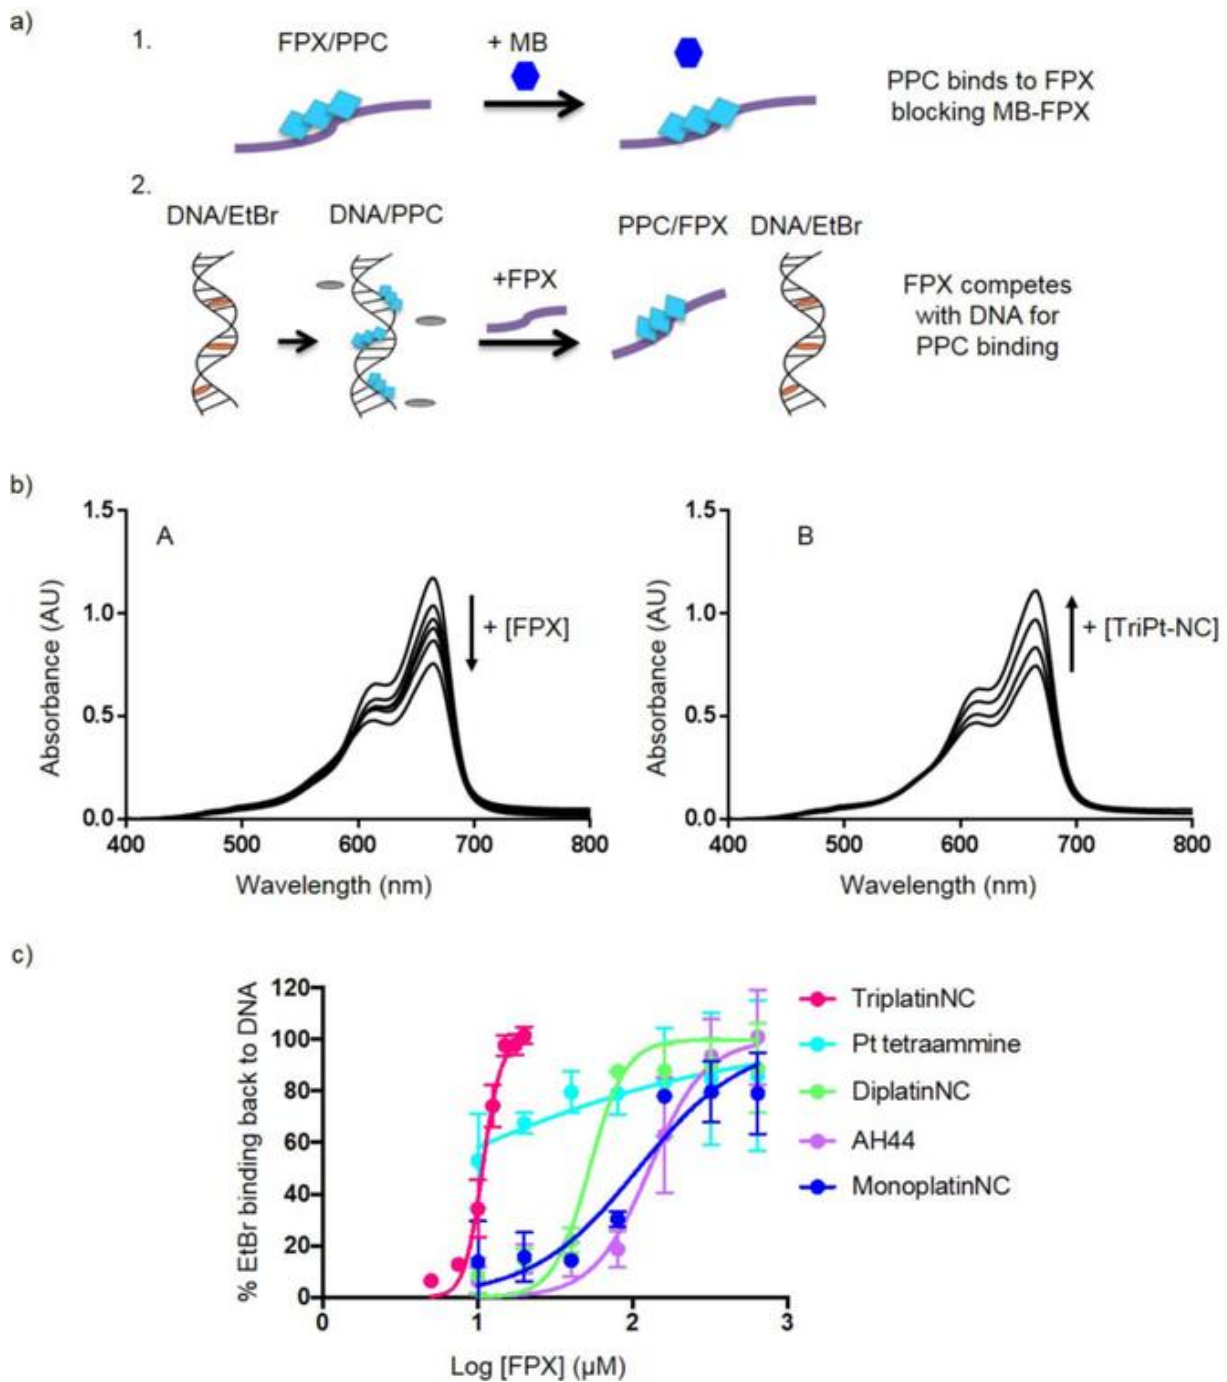 a)
1.
FPX/PPC
+ MB
PPC binds to FPX
blocking MB-FPX
2.
DNA/EtBr
DNA/PPC
+FPX
PPC/FPX
DNA/EtBr
FPX competes
with DNA for
PPC binding
b)
A
1.5
1.0
0.5
0.0
Absorbance (AU)
+ [FPX]
400
500
600
700
800
Wavelength (nm)
B
1.5
1.0
0.5
0.0
Absorbance (AU)
+ [TriPt-NC]
400
500
600
700
800
Wavelength (nm)
c)
% EtBr binding back to DNA
120
100
80
60
40
20
0
0
1
2
3
Log [FPX] (µM)
TriplatinNC
Pt tetraammine
DiplatinNC
AH44
MonoplatinNC